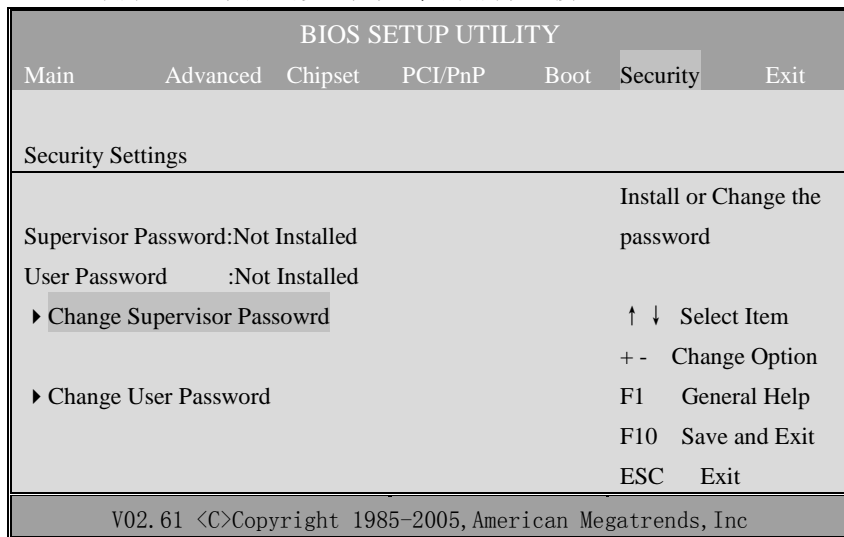 BIOS SETUP UTILITY
Main Advanced Chipset PCI/PnP Boot Security Exit
Security Settings
Install or Change the
Supervisor Password:Not Installed password
User Password :Not Installed
Change Supervisor Passowrd ↑ ↓ Select Item
+ - Change Option
Change User Password F1 General Help
F10 Save and Exit
ESC Exit
V02.61 <C>Copyright 1985-2005,American Megatrends,Inc